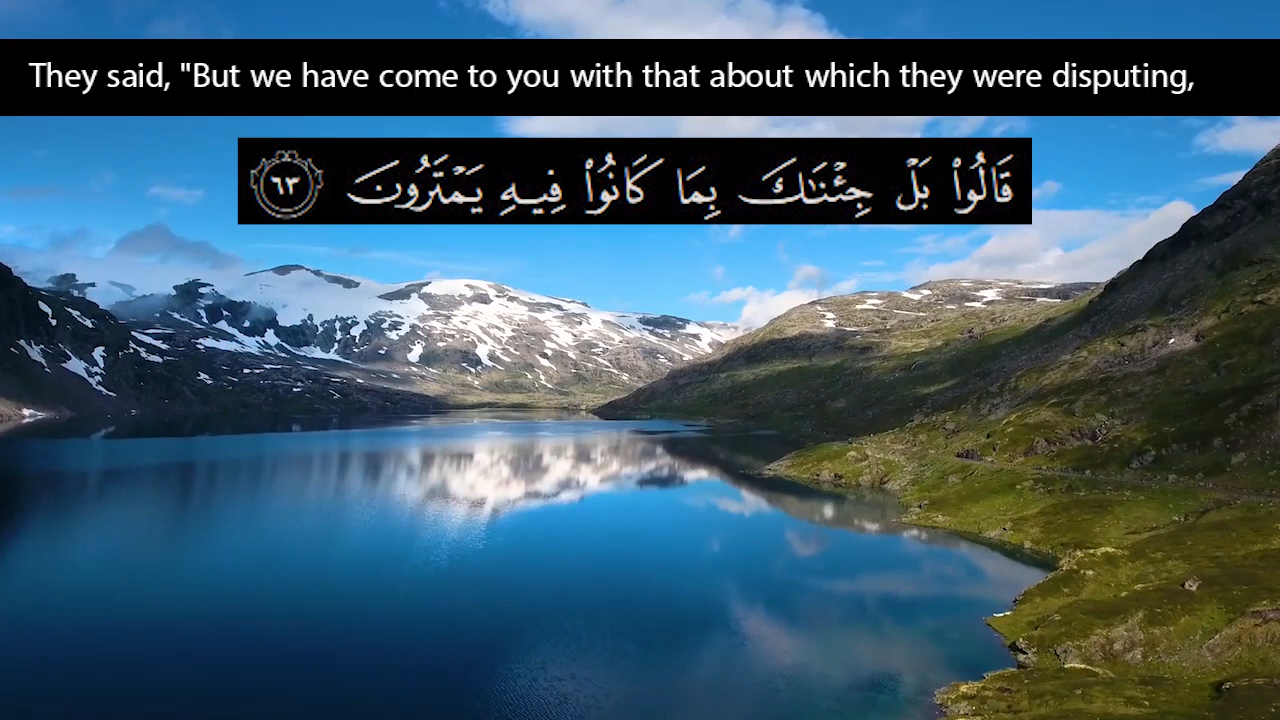 They said, "But we have come to you with that about which they were disputing,
قَالُوا۟ بَلْ جِئْنَـٰكَ بِمَا كَانُوا۟ فِيهِ يَمْتَرُونَ ٦٣